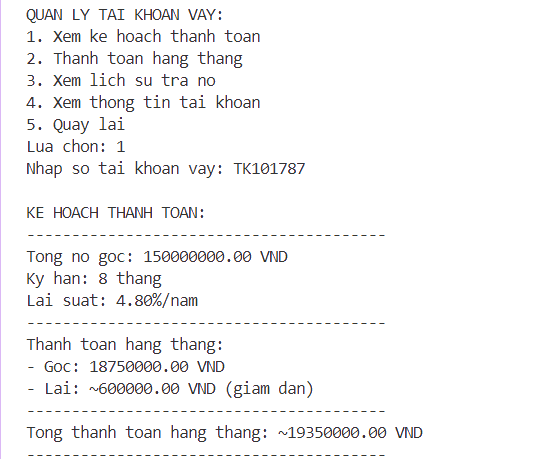 QUAN LY TAI KHOAN VAY:
1. Xem ke hoach thanh toan
2. Thanh toan hang thang
3. Xem lich su tra no
4. Xem thong tin tai khoan
5. Quay lai
Lua chon: 1
Nhap so tai khoan vay: TK101787
KE HOACH THANH TOAN:
---------------------------------------
Tong no goc: 150000000.00 VND
Ky han: 8 thang
Lai suat: 4.80%/nam
---------------------------------------
Thanh toan hang thang:
- Goc: 18750000.00 VND
- Lai: ~600000.00 VND (giam dan)
---------------------------------------
Tong thanh toan hang thang: ~19350000.00 VND
---------------------------------------